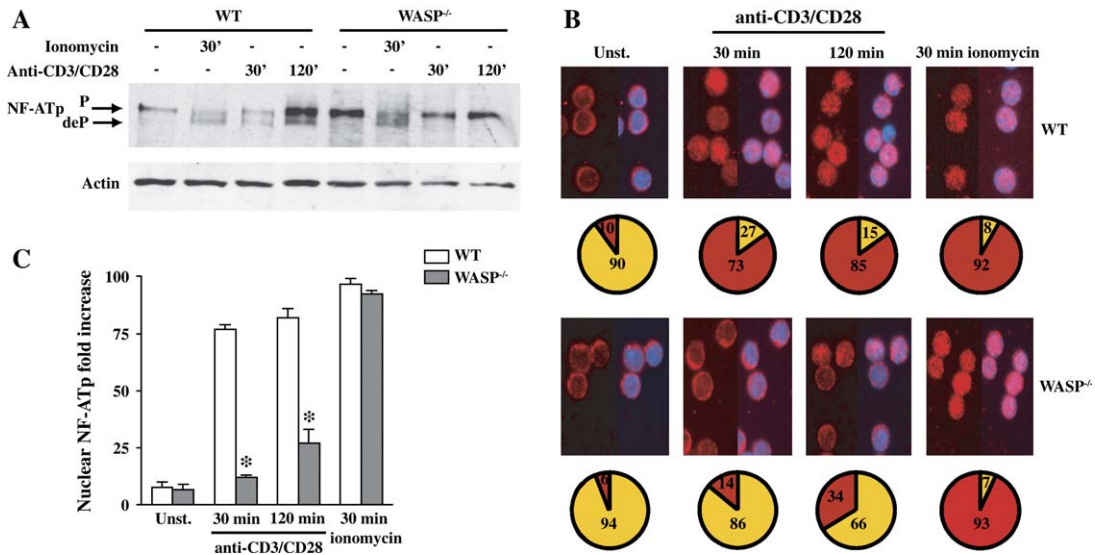 A
WT
WASP-/-
Ionomycin - 30’ - - - 30’ - -
Anti-CD3/CD28 - - 30’ 120’ - - 30’ 120’
NF-ATp P
deP
Actin
B
anti-CD3/CD28
Unst. 30 min 120 min 30 min ionomycin
WT
10 27 15 8
90 73 85 92
WASP-/-
6 14 34 7
94 86 66 93
C
WT
WASP-/-
Nuclear NF-ATp fold increase
100
75
50
25
0
* *
Unst. 30 min 120 min 30 min
anti-CD3/CD28 ionomycin